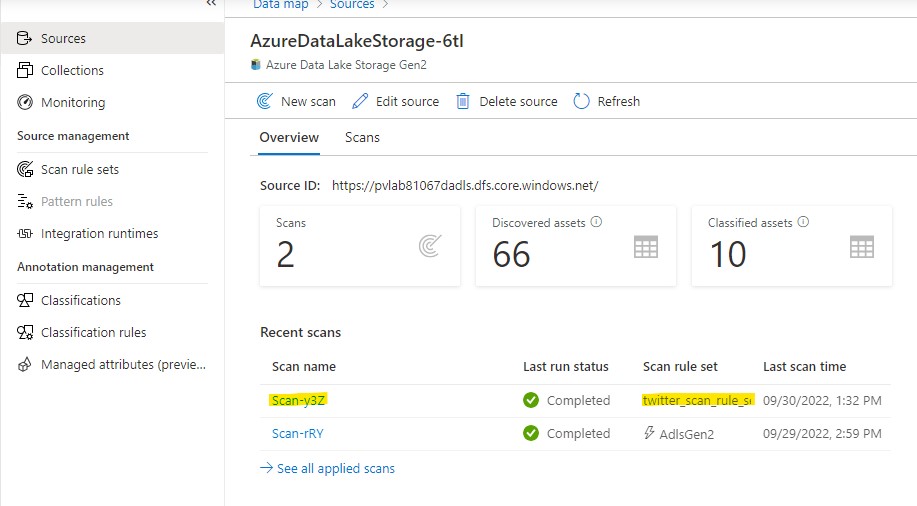 Data map > Sources >
Sources
Collections
Monitoring
Source management
Scan rule sets
Pattern rules
Integration runtimes
Annotation management
Classifications
Classification rules
Managed attributes (previe...
AzureDataLakeStorage-6tl
Azure Data Lake Storage Gen2
New scan Edit source Delete source Refresh
Overview Scans
Source ID: https://pvlab81067dadls.dfs.core.windows.net/
Scans Discovered assets Classified assets
2 66 10
Recent scans
Scan name Last run status Scan rule set Last scan time
Scan-y3Z Completed twitter_scan_rule_s 09/30/2022, 1:32 PM
Scan-rRY Completed AdlsGen2 09/29/2022, 2:59 PM
See all applied scans